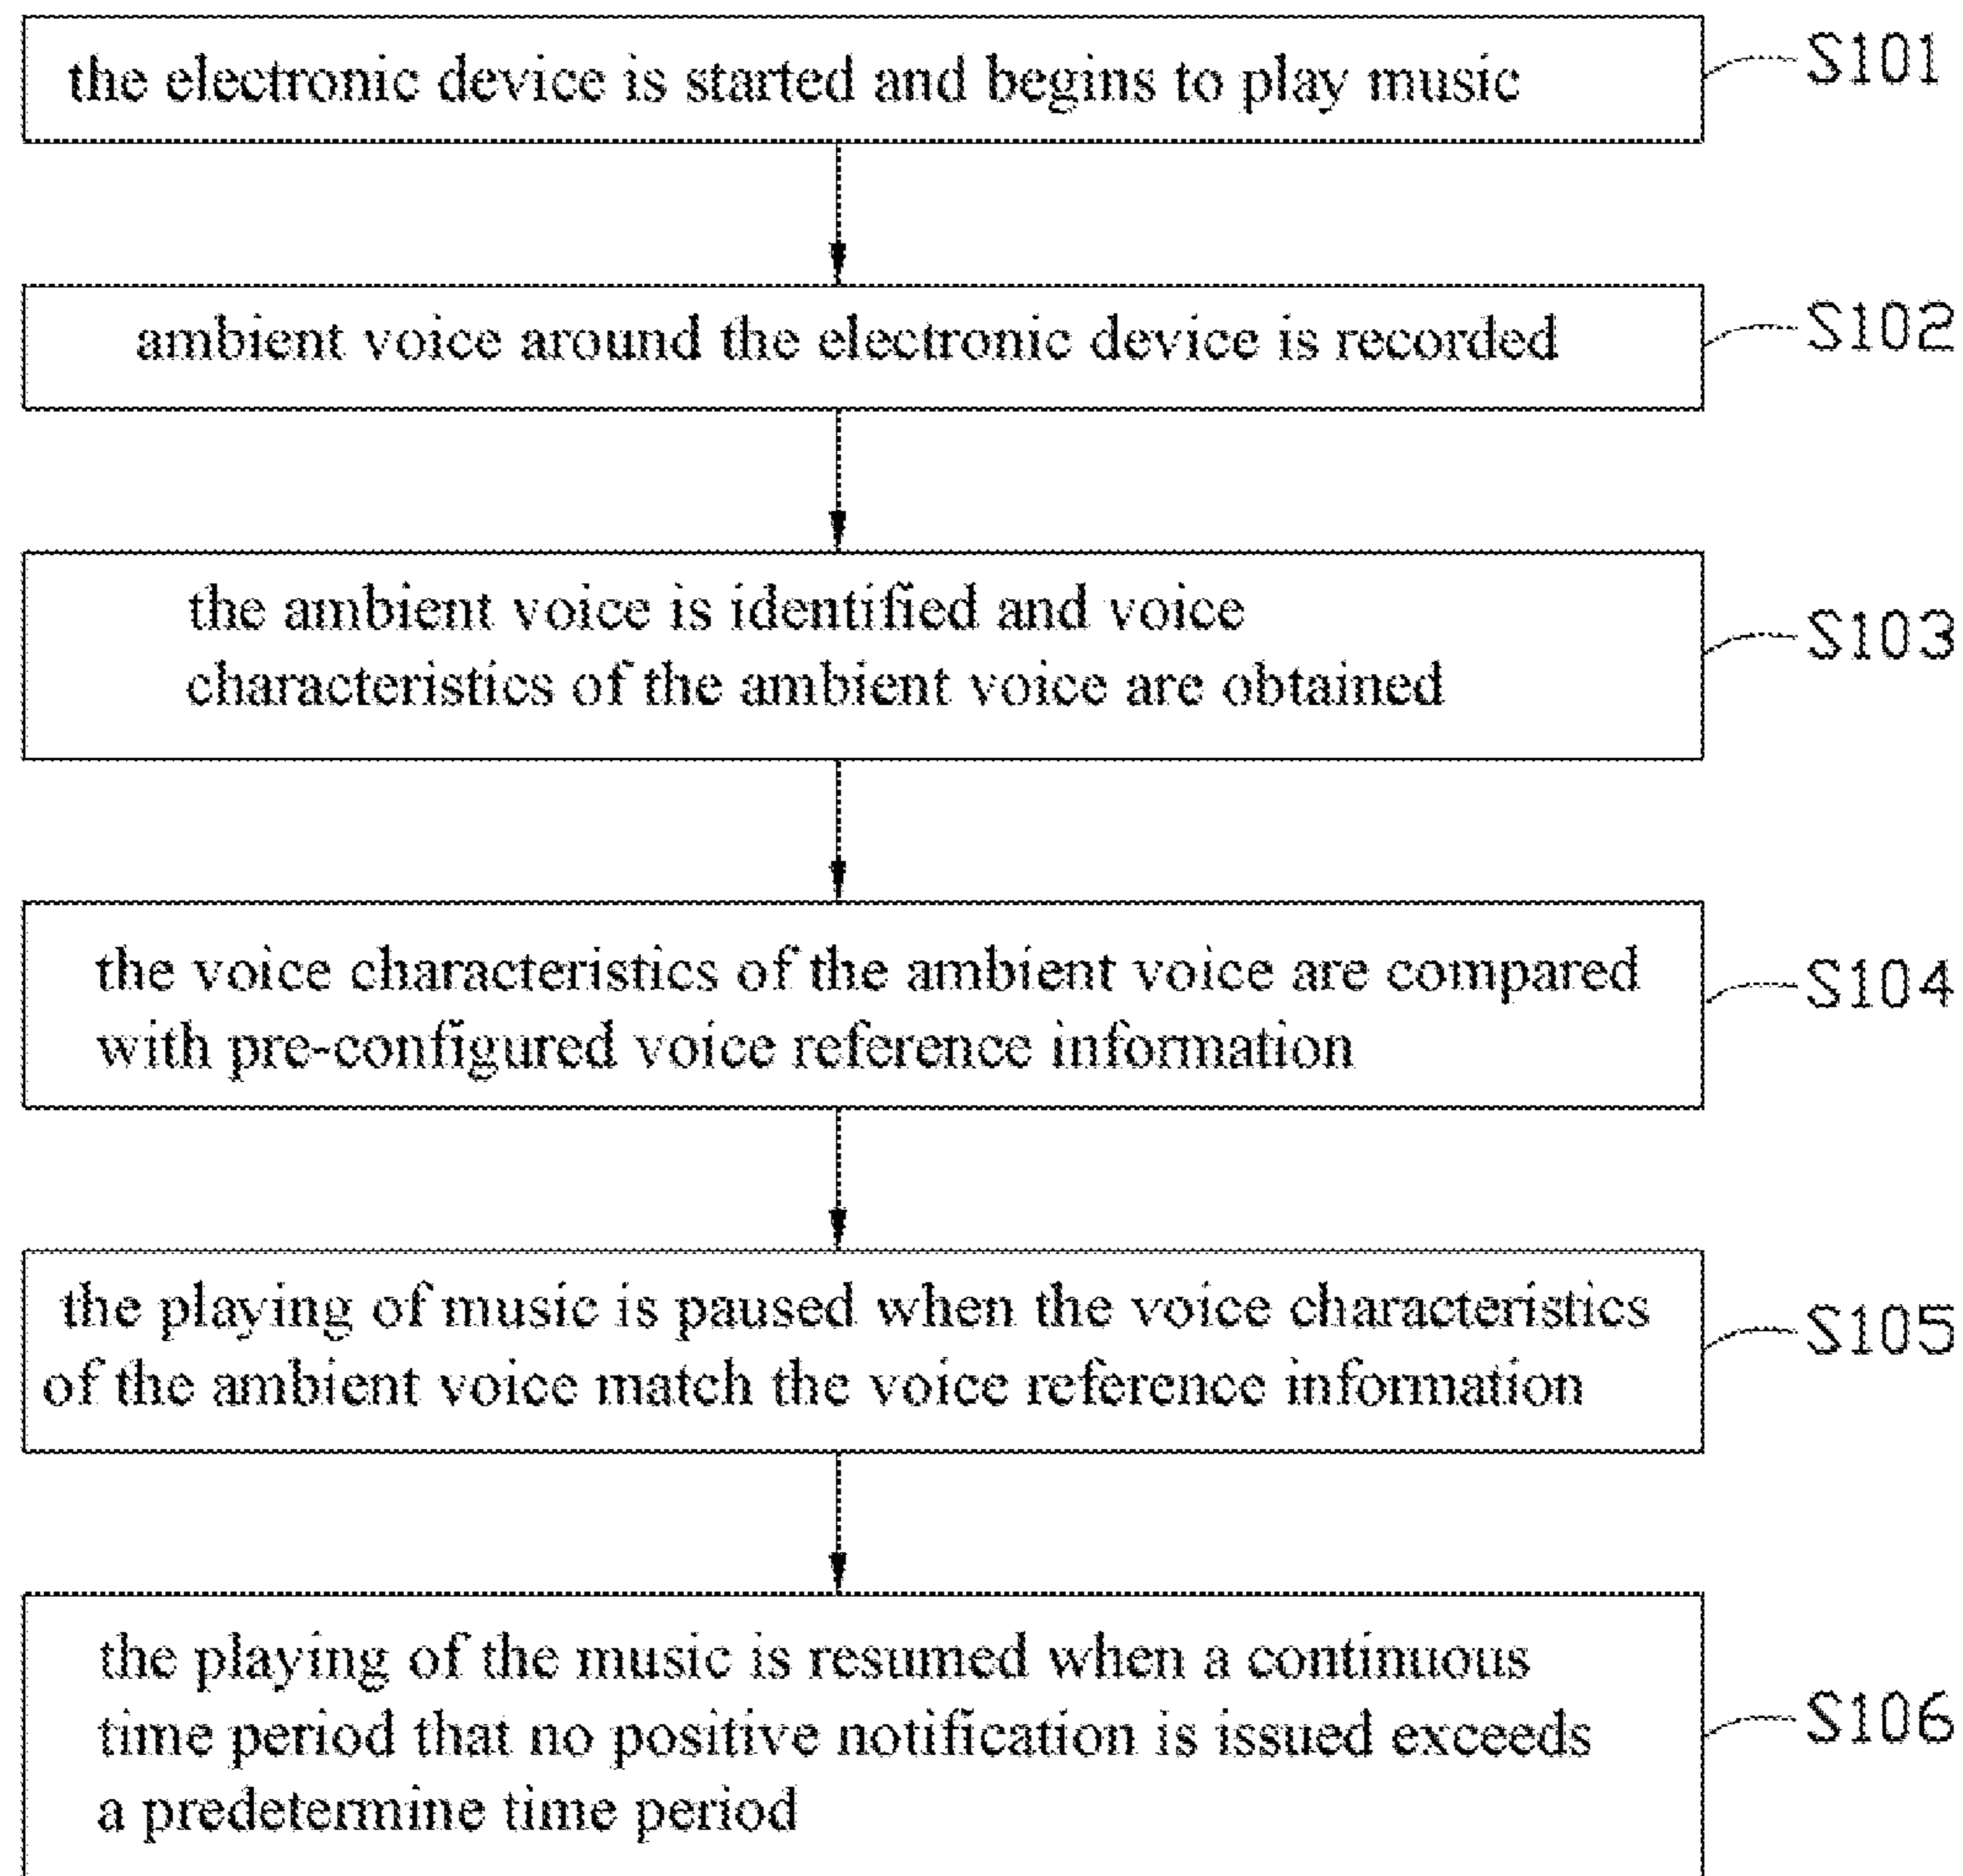 the electronic device is started and begins to play music
S101
ambient voice around the electronic device is recorded
S102
the ambient voice is identified and voice
characteristics of the ambient voice are obtained
S103
the voice characteristics of the ambient voice are compared
with pre-configured voice reference information
S104
the playing of music is paused when the voice characteristics
of the ambient voice match the voice reference information
S105
the playing of the music is resumed when a continuous
time period that no positive notification is issued exceeds
a predetermine time period
S106